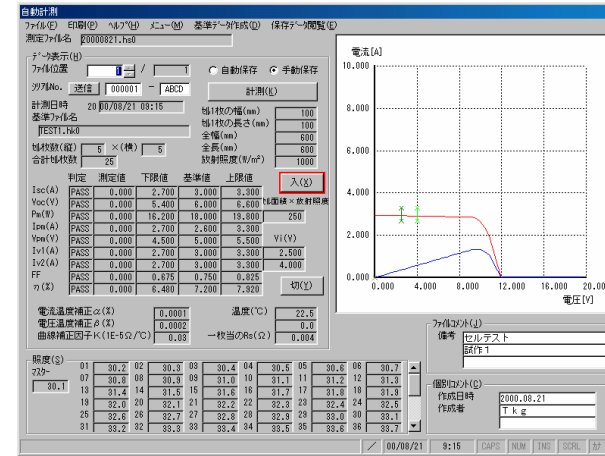 自動計測
ファイル(F) 印刷(P) ヘルプ(H) メニュー(M) 基準データ作成(D) 保存データ閲覧(E)
測定ファイル名 20000821.hs0
データ表示(H)
ファイル位置 1 / 1 自動保存 手動保存
シリアルNo. 送信 000001 - ABCD 計測(K)
計測日時 20 00/08/21 09:15
基準ファイル名
TEST1.hk0
セル1枚の幅(mm) 100
セル1枚の長さ(mm) 100
全幅(mm) 600
全長(mm) 600
放射照度(W/m²) 1000
セル枚数(縦) 5 ×(横) 5
合計セル枚数 25
判定 測定値 下限値 基準値 上限値 入(X)
Isc(A) PASS 0.000 2.700 3.000 3.300
Voc(V) PASS 0.000 5.400 6.000 6.600 セル面積×放射照度
Pm(W) PASS 0.000 16.200 18.000 19.800 250
Ipm(A) PASS 0.000 2.700 2.600 3.300
Vpm(V) PASS 0.000 4.500 5.000 5.500 Vi(V)
Iv1(A) PASS 0.000 2.700 3.000 3.300 2.500
Iv2(A) PASS 0.000 2.700 3.000 3.300 4.000
FF PASS 0.000 0.675 0.750 0.825
η(%) PASS 0.000 6.480 7.200 7.920 切(Y)
電流温度補正α(%) 0.0001 温度(℃) 22.5
電圧温度補正β(%) 0.0002 0.0
曲線補正因子K(1E-5Ω/℃) 0.03 一枚当のRs(Ω) 0.004
照度(S)
マスター 30.1
01 30.2 02 30.3 03 30.4 04 30.5 05 30.6 06 30.7
07 30.8 08 30.9 09 31.0 10 31.1 11 31.2 12 31.3
13 31.4 14 31.5 15 31.6 16 31.7 17 31.8 18 31.9
19 32.0 20 32.1 21 32.2 22 32.3 23 32.4 24 32.5
25 32.6 26 32.7 27 32.8 28 32.9 29 33.0 30 33.1
31 33.2 32 33.3 33 33.4 34 33.5 35 33.6 36 33.7
電流[A]
10.000
8.000
6.000
4.000
2.000
0.000
0.000 4.000 8.000 12.000 16.000 20.00
電圧[V]
ファイルコメント(J)
備考 セルテスト
試作1
個別コメント(C)
作成日時 2000.08.21
作成者 Tkg
00/08/21 9:15 CAPS NUM INS SCRL